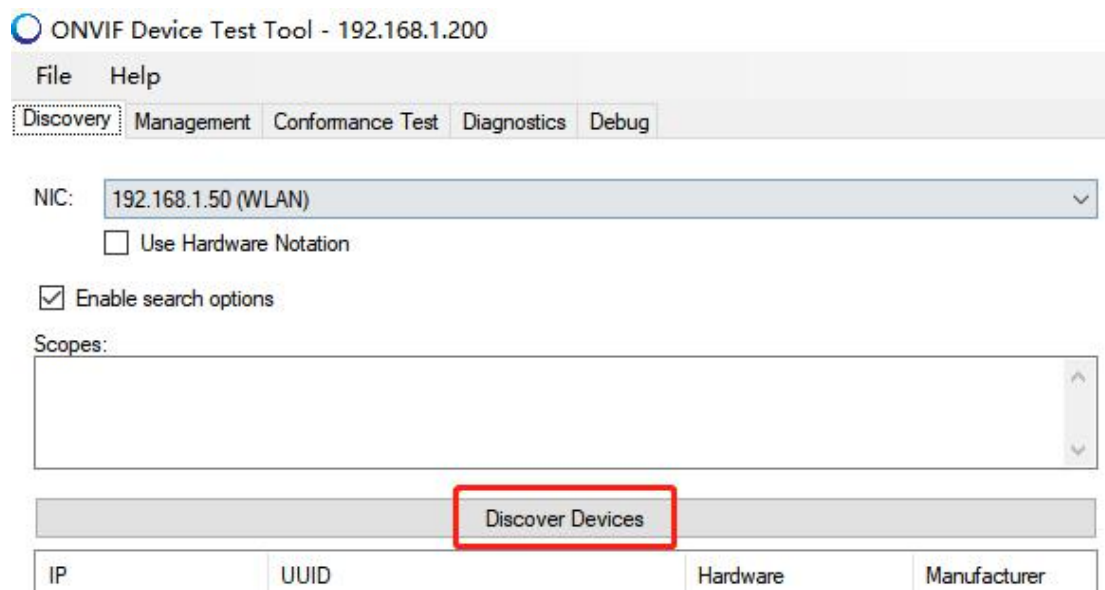 ONVIF Device Test Tool - 192.168.1.200
File Help
Discovery Management Conformance Test Diagnostics Debug
NIC: 192.168.1.50 (WLAN)
Use Hardware Notation
Enable search options
Scopes:
Discover Devices
IP UUID Hardware Manufacturer